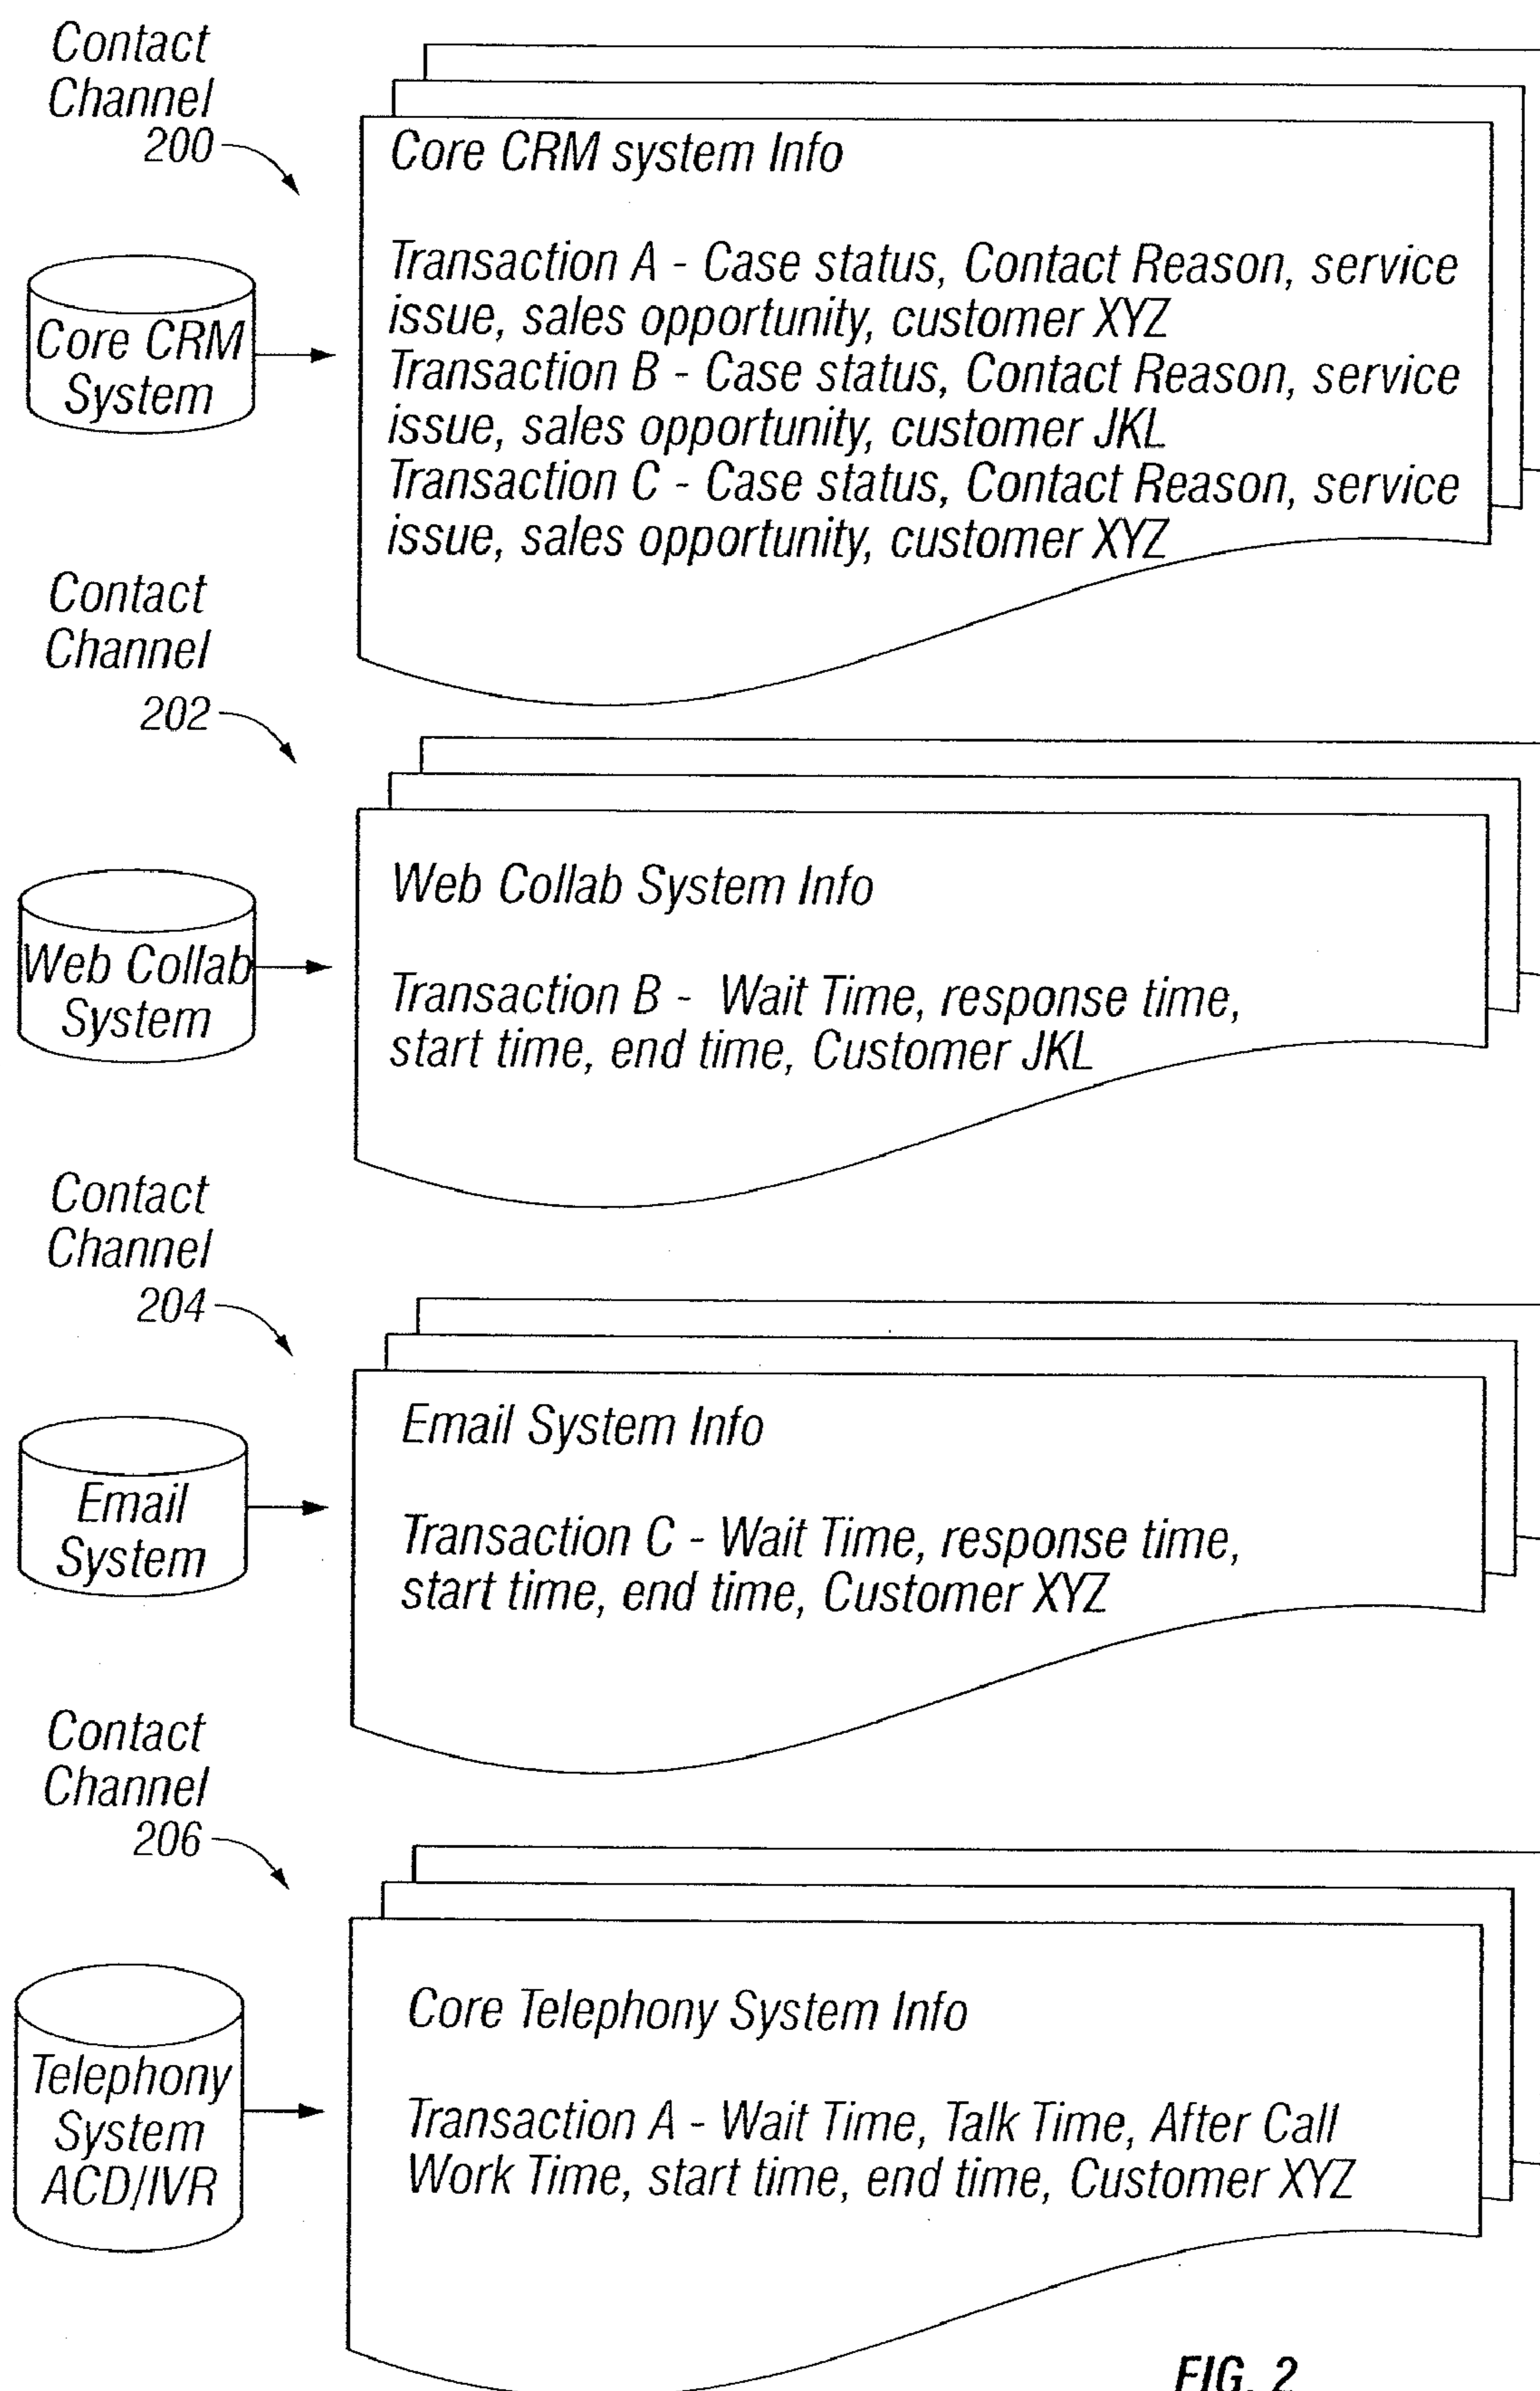 Contact
Channel
200
Core CRM system Info
Transaction A - Case status, Contact Reason, service
issue, sales opportunity, customer XYZ
Transaction B - Case status, Contact Reason, service
issue, sales opportunity, customer JKL
Transaction C - Case status, Contact Reason, service
issue, sales opportunity, customer XYZ
Core CRM
System
Contact
Channel
202
Web Collab System Info
Transaction B - Wait Time, response time,
start time, end time, Customer JKL
Web Collab
System
Contact
Channel
204
Email System Info
Transaction C - Wait Time, response time,
start time, end time, Customer XYZ
Email
System
Contact
Channel
206
Core Telephony System Info
Transaction A - Wait Time, Talk Time, After Call
Work Time, start time, end time, Customer XYZ
Telephony
System
ACD/IVR
FIG. 2